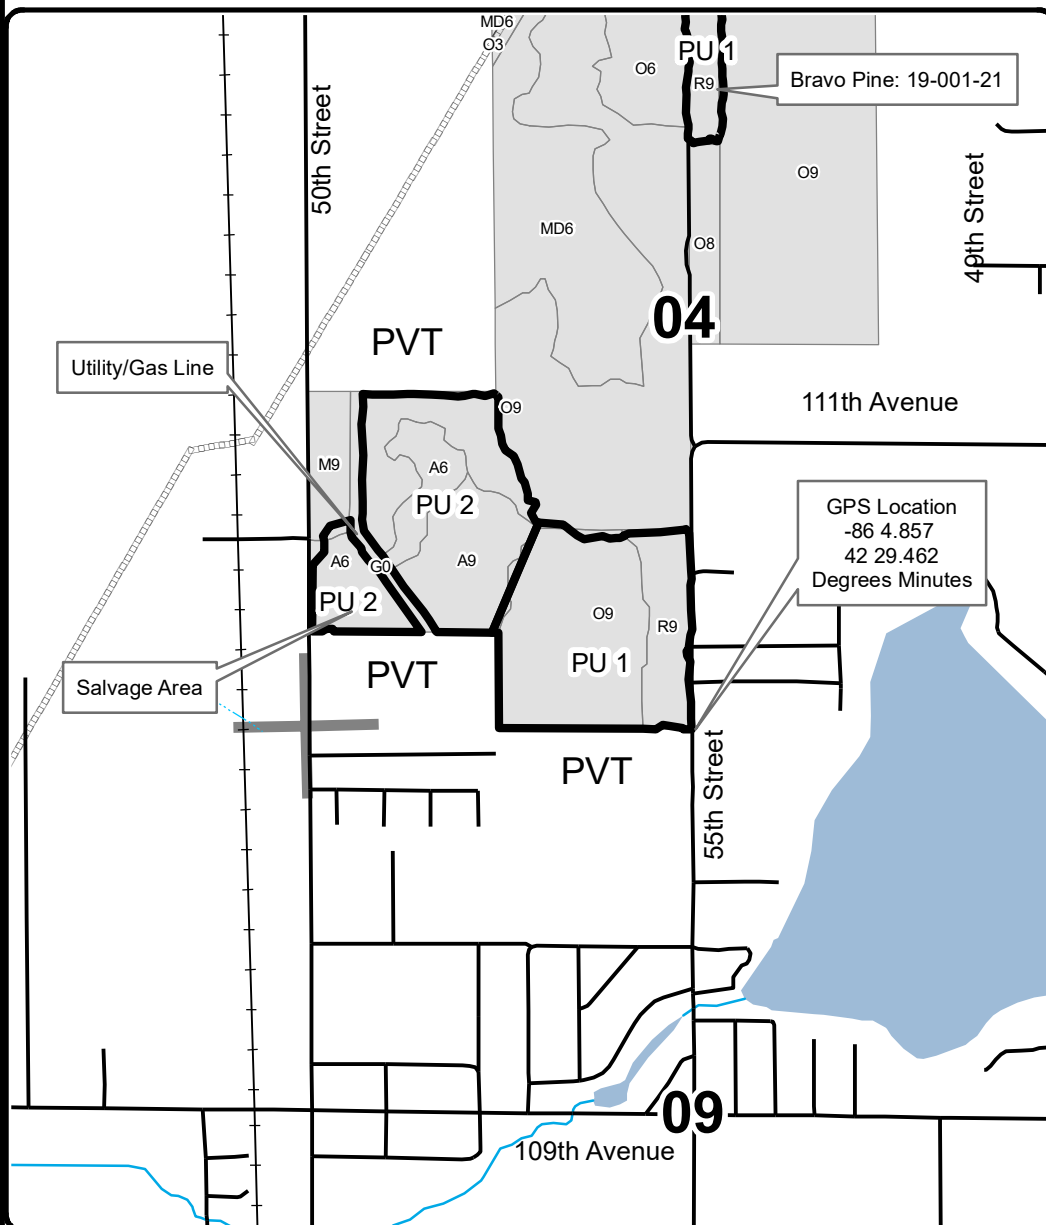 MD6
O3
PU 1
O6
R9
Bravo Pine: 19-001-21
50th Street
O9
49th Street
MD6
O8
04
PVT
Utility/Gas Line
111th Avenue
O9
M9
A6
PU 2
GPS Location
-86 4.857
42 29.462
Degrees Minutes
A6
G0
A9
PU 2
O9
R9
PU 1
PVT
Salvage Area
PVT
55th Street
09
109th Avenue